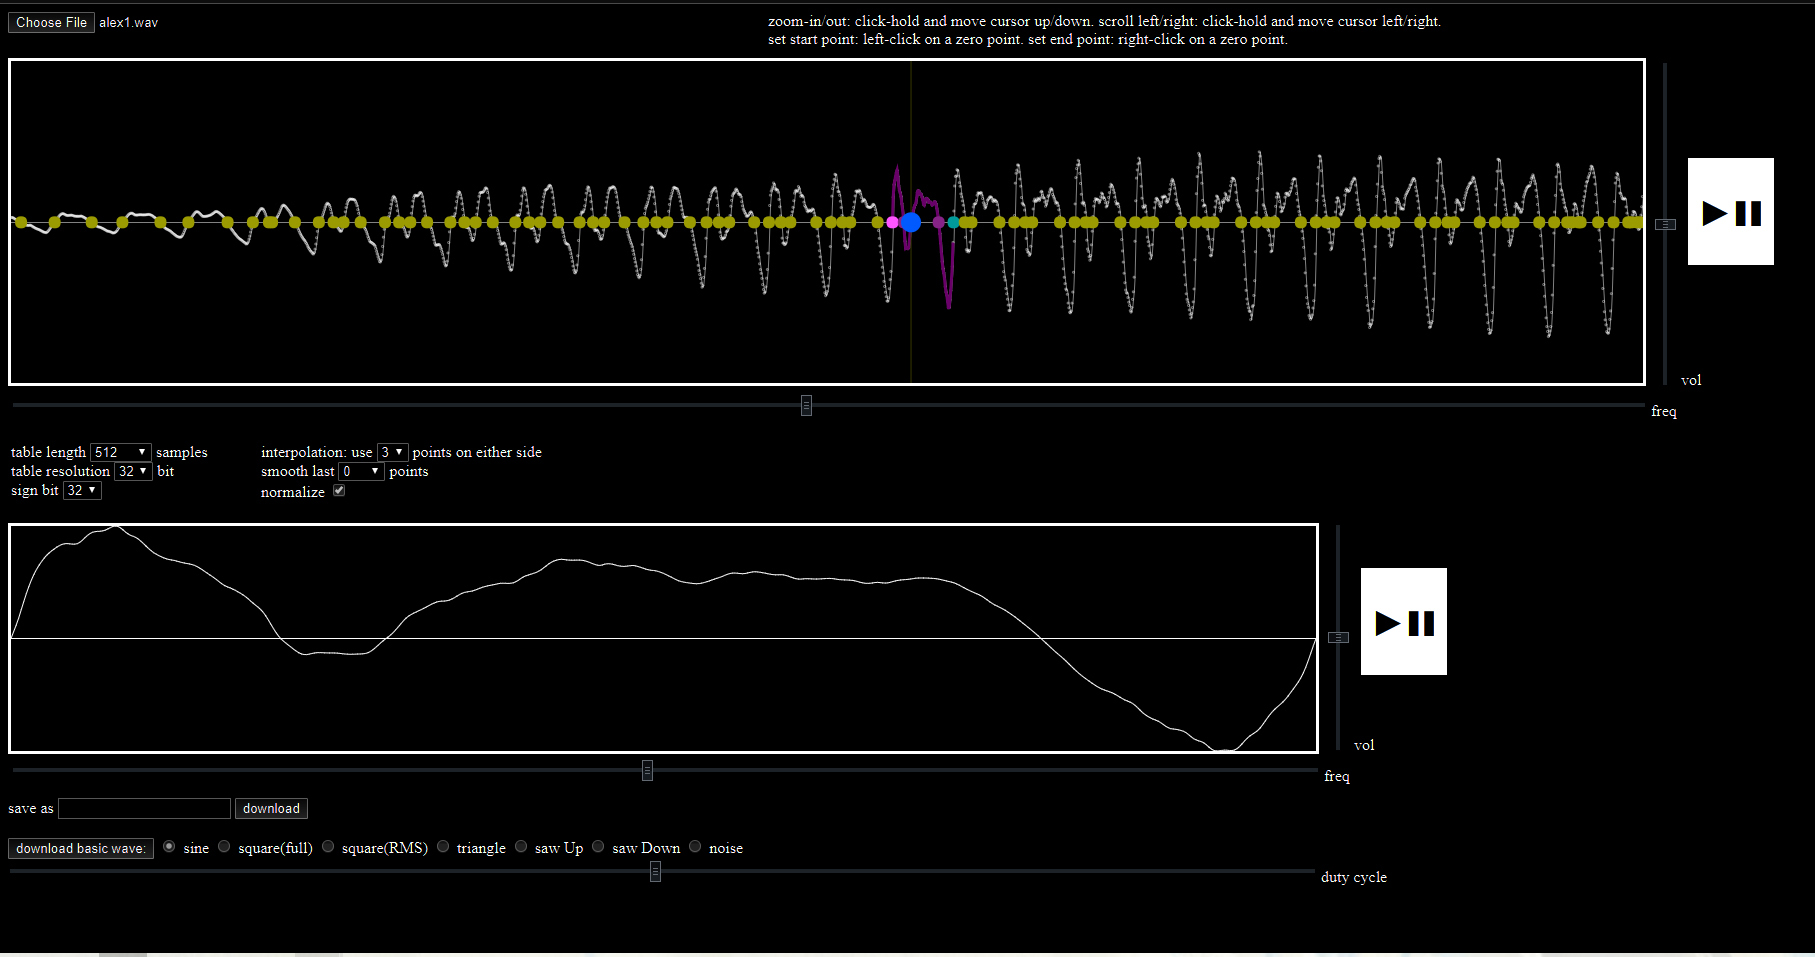 Choose File alex1.wav
zoom-in/out: click-hold and move cursor up/down. scroll left/right: click-hold and move cursor left/right.
set start point: left-click on a zero point. set end point: right-click on a zero point.
vol
freq
table length 512 samples
table resolution 32 bit
sign bit 32
interpolation: use 3 points on either side
smooth last 0 points
normalize
vol
freq
save as download
download basic wave: sine square(full) square(RMS) triangle saw Up saw Down noise
duty cycle